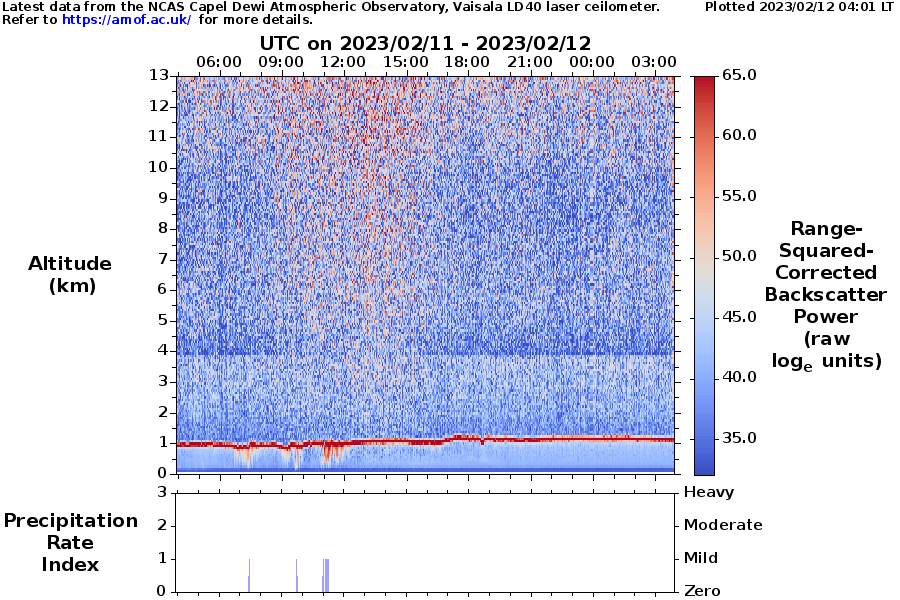 Latest data from the NCAS Capel Dewi Atmospheric Observatory, Vaisala LD40 laser ceilometer. Plotted 2023/02/12 04:01 LT
Refer to https://amof.ac.uk/ for more details.
UTC on 2023/02/11 - 2023/02/12
06:00 09:00 12:00 15:00 18:00 21:00 00:00 03:00
13
12
11
10
9
8
7
6
5
4
3
2
1
0
Altitude
(km)
65.0
60.0
55.0
50.0
45.0
40.0
35.0
Range-
Squared-
Corrected
Backscatter
Power
(raw
logₑ units)
Precipitation
Rate
Index
3
2
1
0
Heavy
Moderate
Mild
Zero